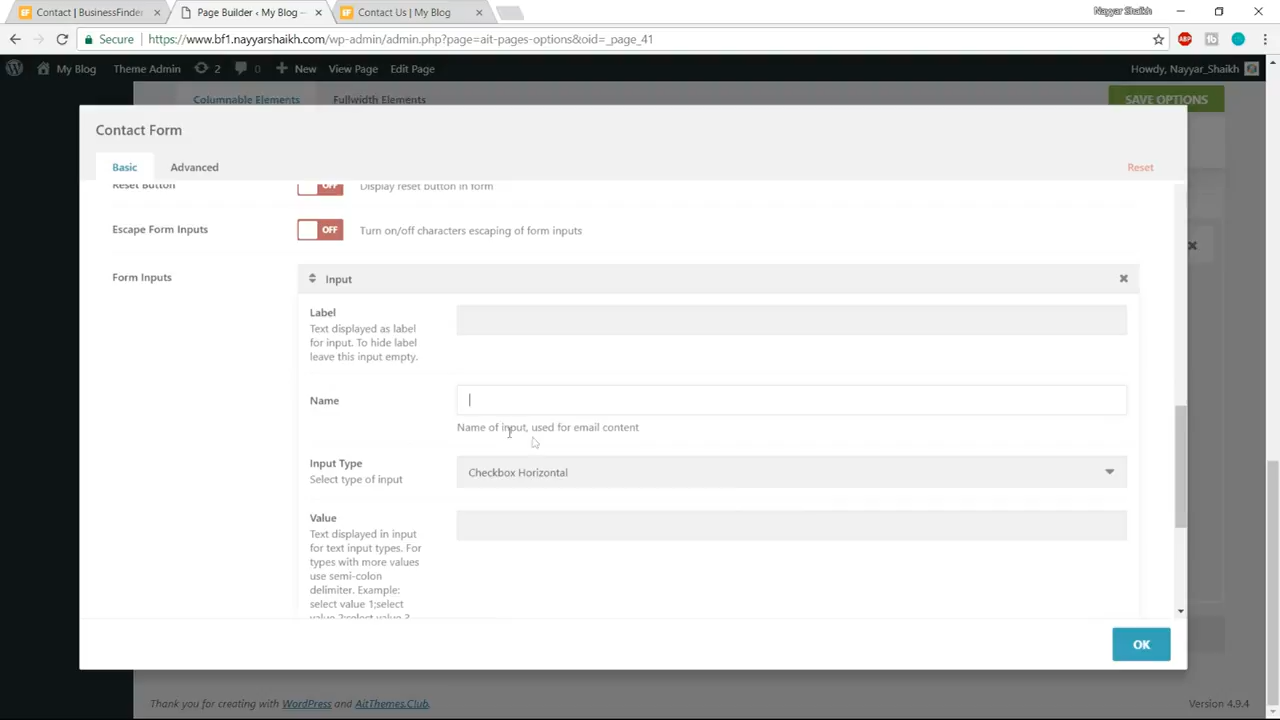 Contact | BusinessFinder
Page Builder ‹ My Blog —
Contact Us | My Blog
Nayyar Shaikh
Secure
https://www.bf1.nayyarshaikh.com/wp-admin/admin.php?page=ait-pages-options&oid=_page_41
My Blog
Theme Admin
2
0
New
View Page
Edit Page
Howdy, Nayyar_Shaikh
Columnable Elements
Fullwidth Elements
SAVE OPTIONS
Contact Form
Basic
Advanced
Reset
Reset Button
OFF
Display reset button in form
Escape Form Inputs
OFF
Turn on/off characters escaping of form inputs
Form Inputs
Input
Label
Text displayed as label
for input. To hide label
leave this input empty.
Name
Name of input, used for email content
Input Type
Select type of input
Checkbox Horizontal
Value
Text displayed in input
for text input types. For
types with more values
use semi-colon
delimiter. Example:
select value 1;select
value 2;select value 3
OK
Thank you for creating with WordPress and AitThemes.Club.
Version 4.9.4